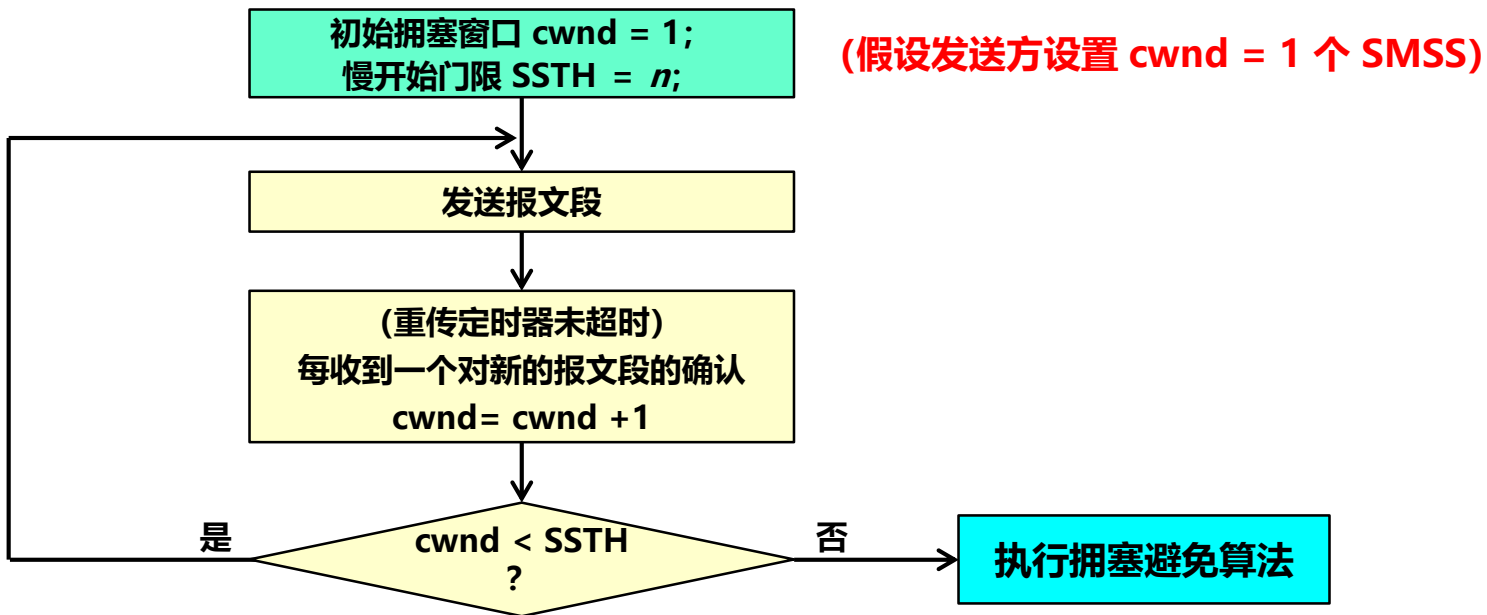 初始拥塞窗口 cwnd = 1;
慢开始门限 SSTH = n;
(假设发送方设置 cwnd = 1 个 SMSS)
发送报文段
(重传定时器未超时)
每收到一个对新的报文段的确认
cwnd= cwnd +1
是
cwnd < SSTH
?
否
执行拥塞避免算法